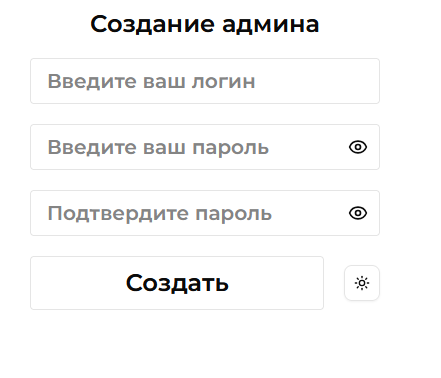 Создание админа
Введите ваш логин
Введите ваш пароль
Подтвердите пароль
Создать